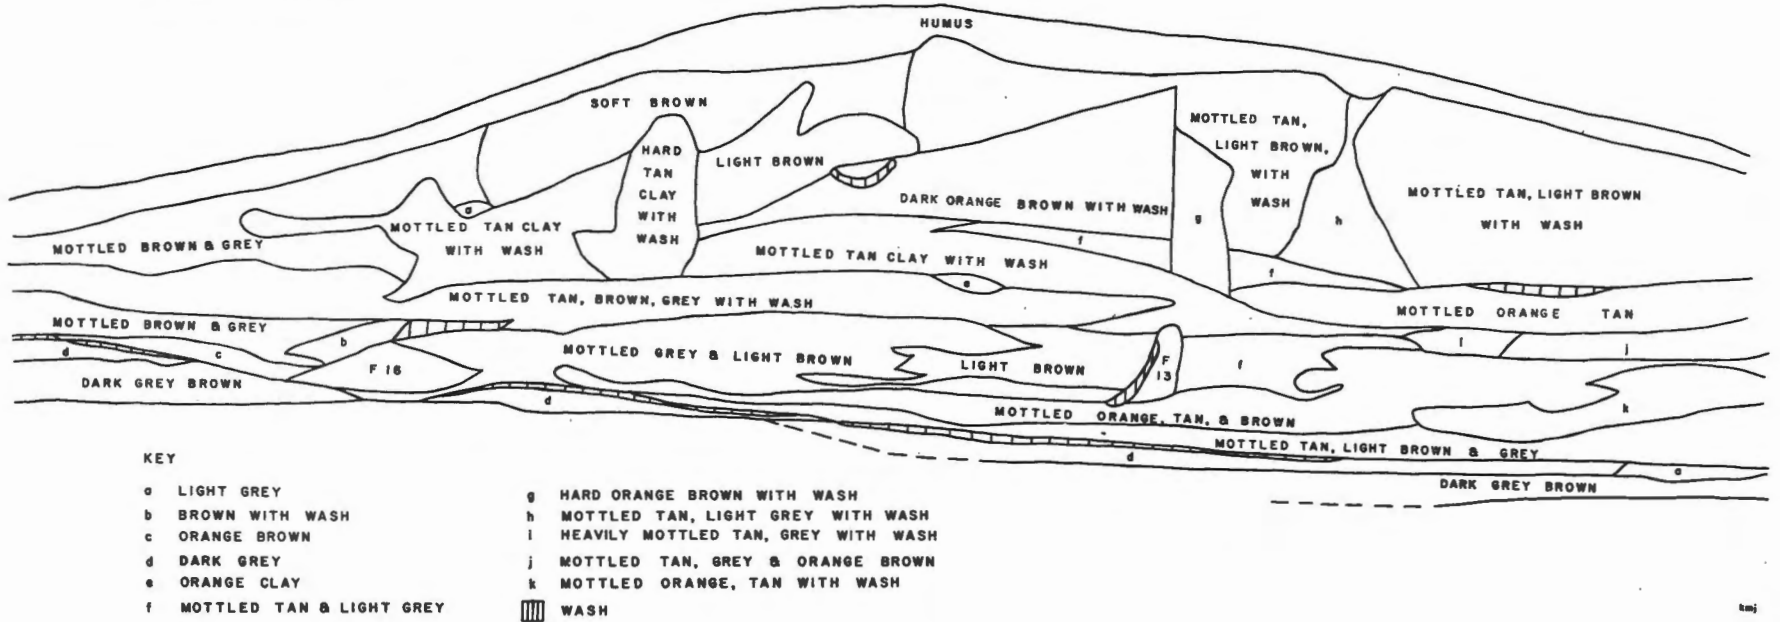 HUMUS
SOFT BROWN
MOTTLED TAN,
LIGHT BROWN,
WITH
WASH
HARD
TAN
CLAY
WITH
WASH
LIGHT BROWN
DARK ORANGE BROWN WITH WASH
MOTTLED TAN, LIGHT BROWN
WITH WASH
a
g
h
MOTTLED TAN CLAY
WITH WASH
MOTTLED BROWN & GREY
f
MOTTLED TAN CLAY WITH WASH
f
e
MOTTLED TAN, BROWN, GREY WITH WASH
MOTTLED ORANGE TAN
MOTTLED BROWN & GREY
b
c
d
F 16
MOTTLED GREY & LIGHT BROWN
LIGHT BROWN
F
13
f
i
j
DARK GREY BROWN
d
MOTTLED ORANGE, TAN, & BROWN
k
MOTTLED TAN, LIGHT BROWN & GREY
d
a
DARK GREY BROWN
KEY
a LIGHT GREY
b BROWN WITH WASH
c ORANGE BROWN
d DARK GREY
e ORANGE CLAY
f MOTTLED TAN & LIGHT GREY
g HARD ORANGE BROWN WITH WASH
h MOTTLED TAN, LIGHT GREY WITH WASH
i HEAVILY MOTTLED TAN, GREY WITH WASH
j MOTTLED TAN, GREY & ORANGE BROWN
k MOTTLED ORANGE, TAN WITH WASH
WASH
kmj